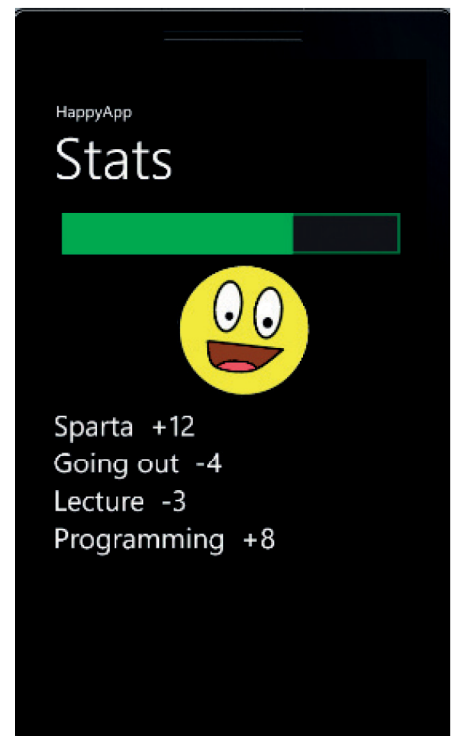 HappyApp
Stats
Sparta +12
Going out -4
Lecture -3
Programming +8